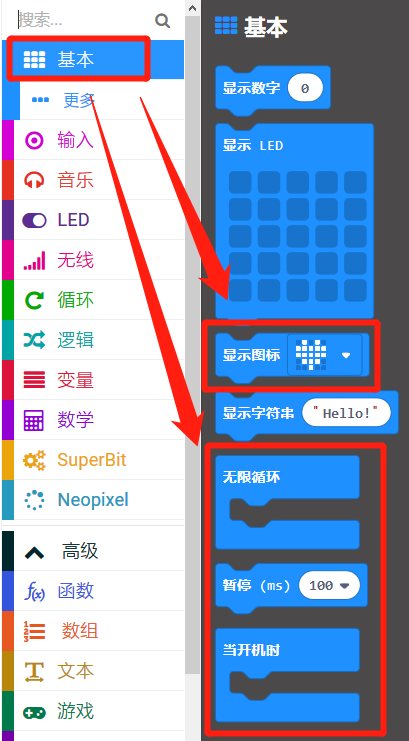 搜索...
基本
更多
输入
音乐
LED
无线
循环
逻辑
变量
数学
SuperBit
Neopixel
高级
f(x) 函数
数组
文本
游戏
基本
显示数字 0
显示 LED
显示图标
显示字符串 "Hello!"
无限循环
暂停 (ms) 100
当开机时